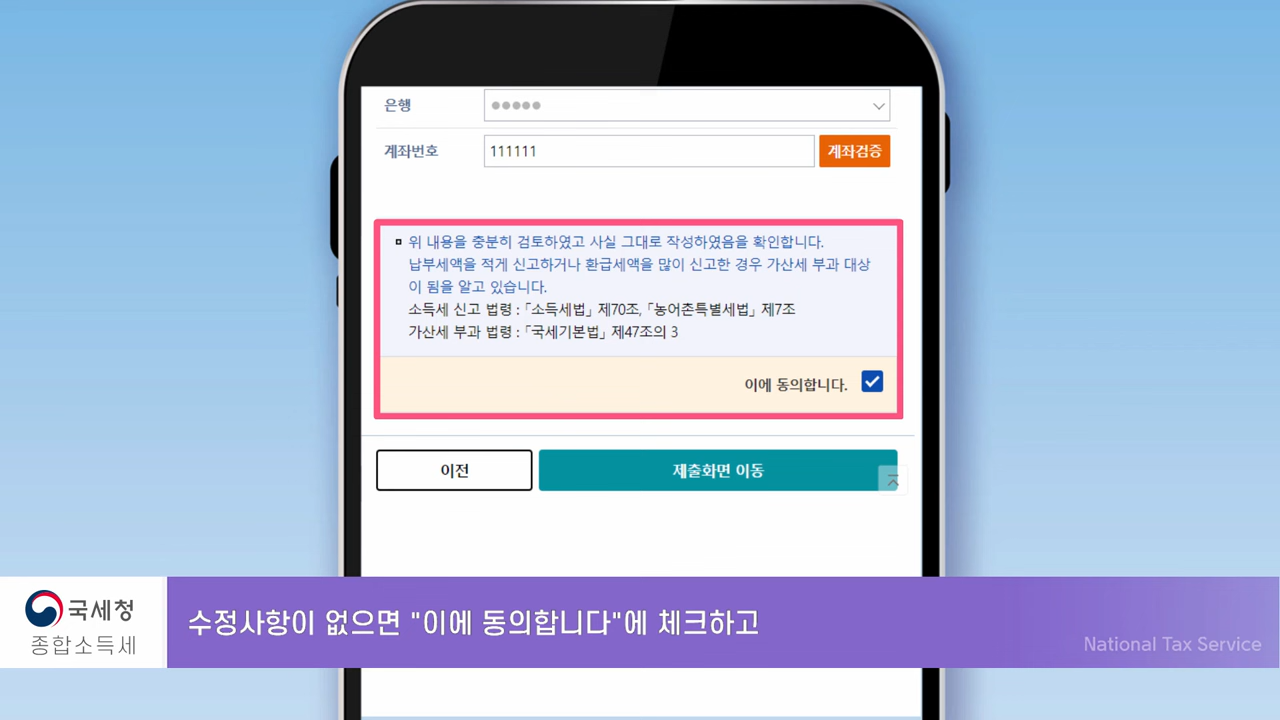 은행
●●●●●
계좌번호
111111
계좌검증
위 내용을 충분히 검토하였고 사실 그대로 작성하였음을 확인합니다.
납부세액을 적게 신고하거나 환급세액을 많이 신고한 경우 가산세 부과 대상
이 됨을 알고 있습니다.
소득세 신고 법령 : 「소득세법」 제70조, 「농어촌특별세법」 제7조
가산세 부과 법령 : 「국세기본법」 제47조의 3
이에 동의합니다.
이전
제출화면 이동
국세청
종합소득세
수정사항이 없으면 "이에 동의합니다"에 체크하고
National Tax Service